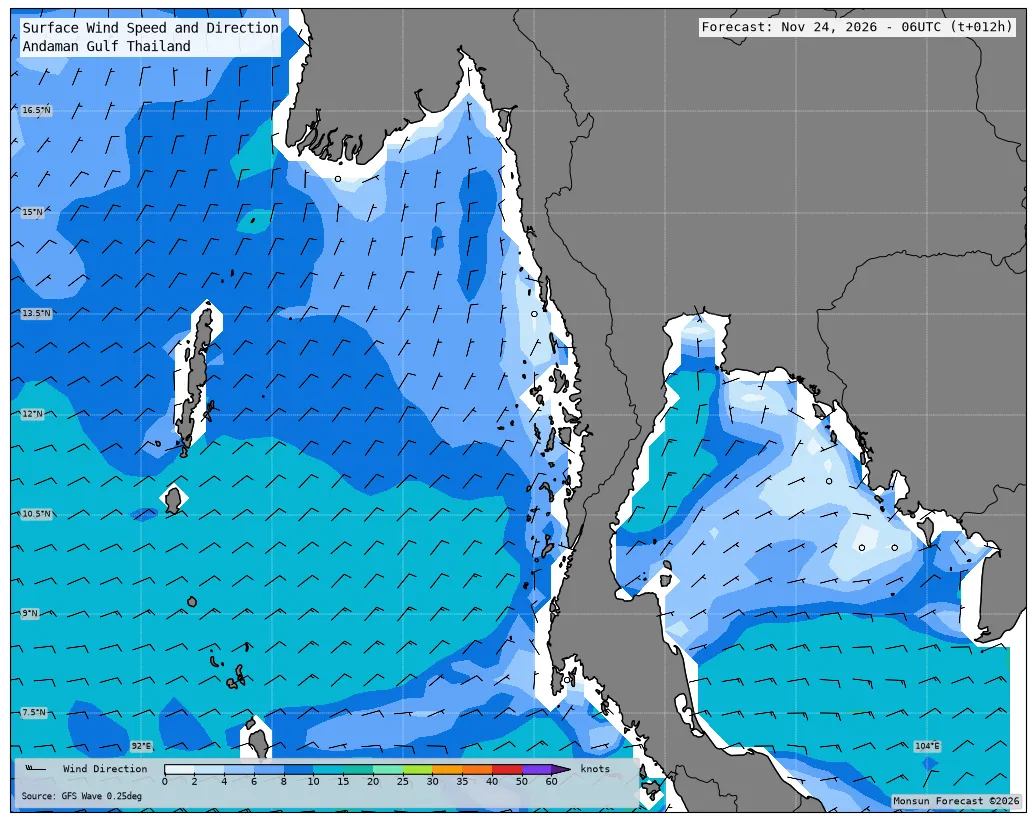 Surface Wind Speed and Direction
Andaman Gulf Thailand
Forecast: Nov 24, 2026 - 06UTC (t+012h)
16.5°N
15°N
13.5°N
12°N
10.5°N
9°N
7.5°N
92°E
104°E
Wind Direction
0 2 4 6 8 10 15 20 25 30 35 40 50 60
knots
Source: GFS Wave 0.25deg
Monsun Forecast ©2026